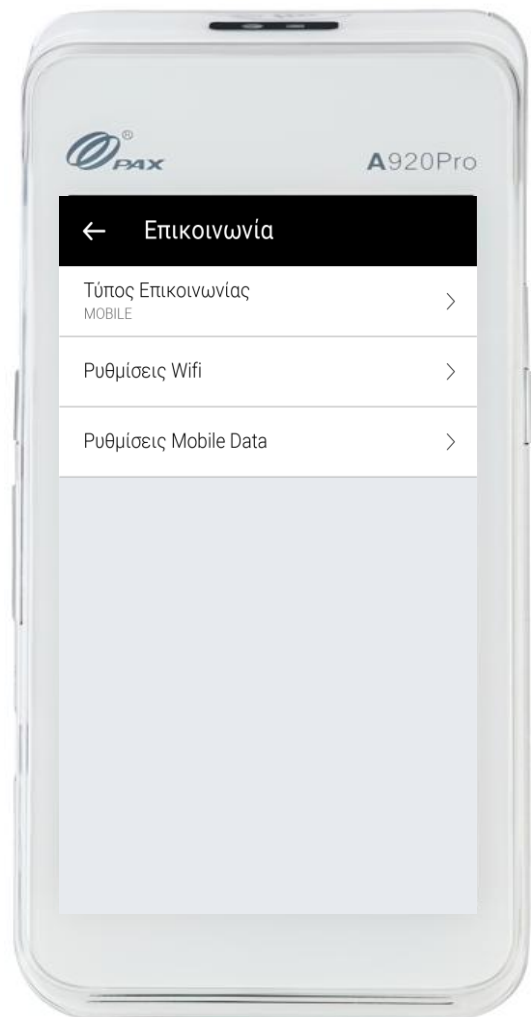 PAX®
A920Pro
← Επικοινωνία
Τύπος Επικοινωνίας
MOBILE
Ρυθμίσεις Wifi
Ρυθμίσεις Mobile Data